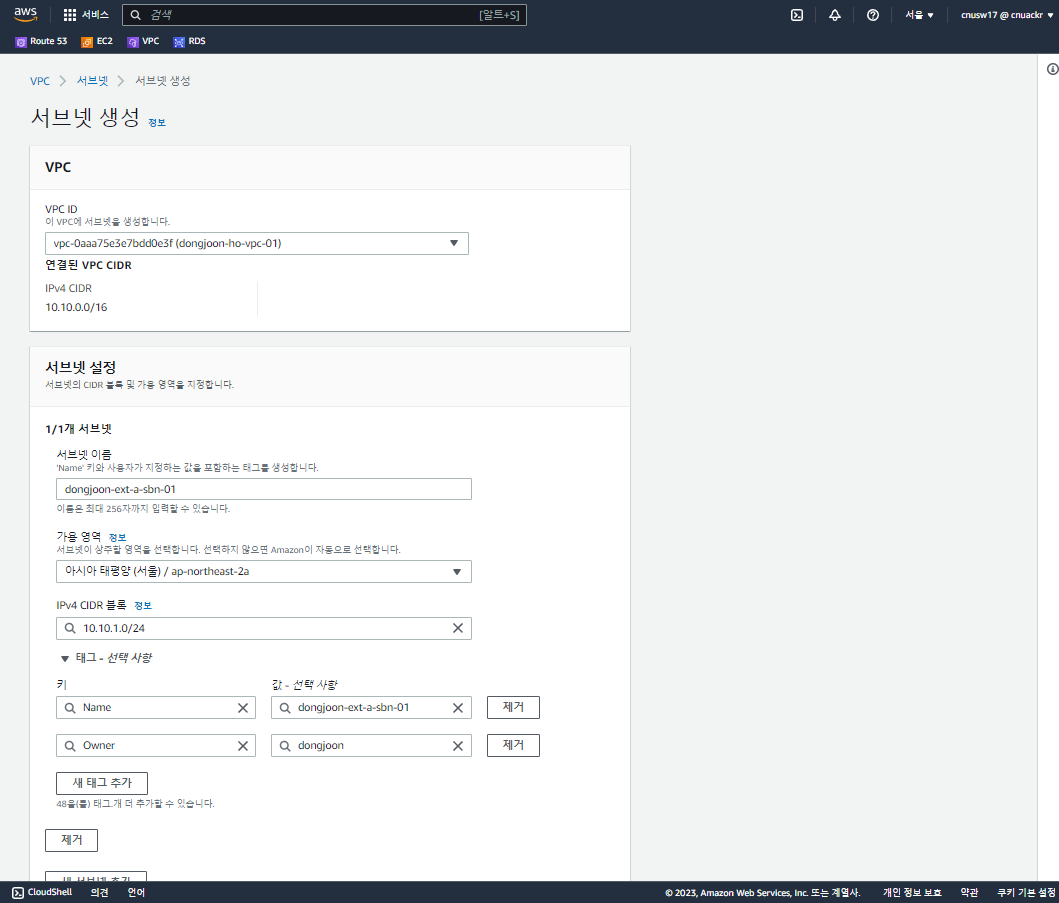 aws 서비스 검색 [알트+S] 서울 ▼ cnusw17 @ cnuackr ▼
Route 53 EC2 VPC RDS
VPC > 서브넷 > 서브넷 생성
서브넷 생성 정보
VPC
VPC ID
이 VPC에 서브넷을 생성합니다.
vpc-0aaa75e3e7bdd0e3f (dongjoon-ho-vpc-01)
연결된 VPC CIDR
IPv4 CIDR
10.10.0.0/16
서브넷 설정
서브넷의 CIDR 블록 및 가용 영역을 지정합니다.
1/1개 서브넷
서브넷 이름
'Name' 키와 사용자가 지정하는 값을 포함하는 태그를 생성합니다.
dongjoon-ext-a-sbn-01
이름은 최대 256자까지 입력할 수 있습니다.
가용 영역 정보
서브넷이 상주할 영역을 선택합니다. 선택하지 않으면 Amazon이 자동으로 선택합니다.
아시아 태평양 (서울) / ap-northeast-2a
IPv4 CIDR 블록 정보
10.10.1.0/24
▼ 태그 - 선택 사항
키 값 - 선택 사항
Name dongjoon-ext-a-sbn-01 제거
Owner dongjoon 제거
새 태그 추가
48을(를) 태그.개 더 추가할 수 있습니다.
제거
새 서브넷 추가
CloudShell 의견 언어 © 2023, Amazon Web Services, Inc. 또는 계열사. 개인 정보 보호 약관 쿠키 기본 설정